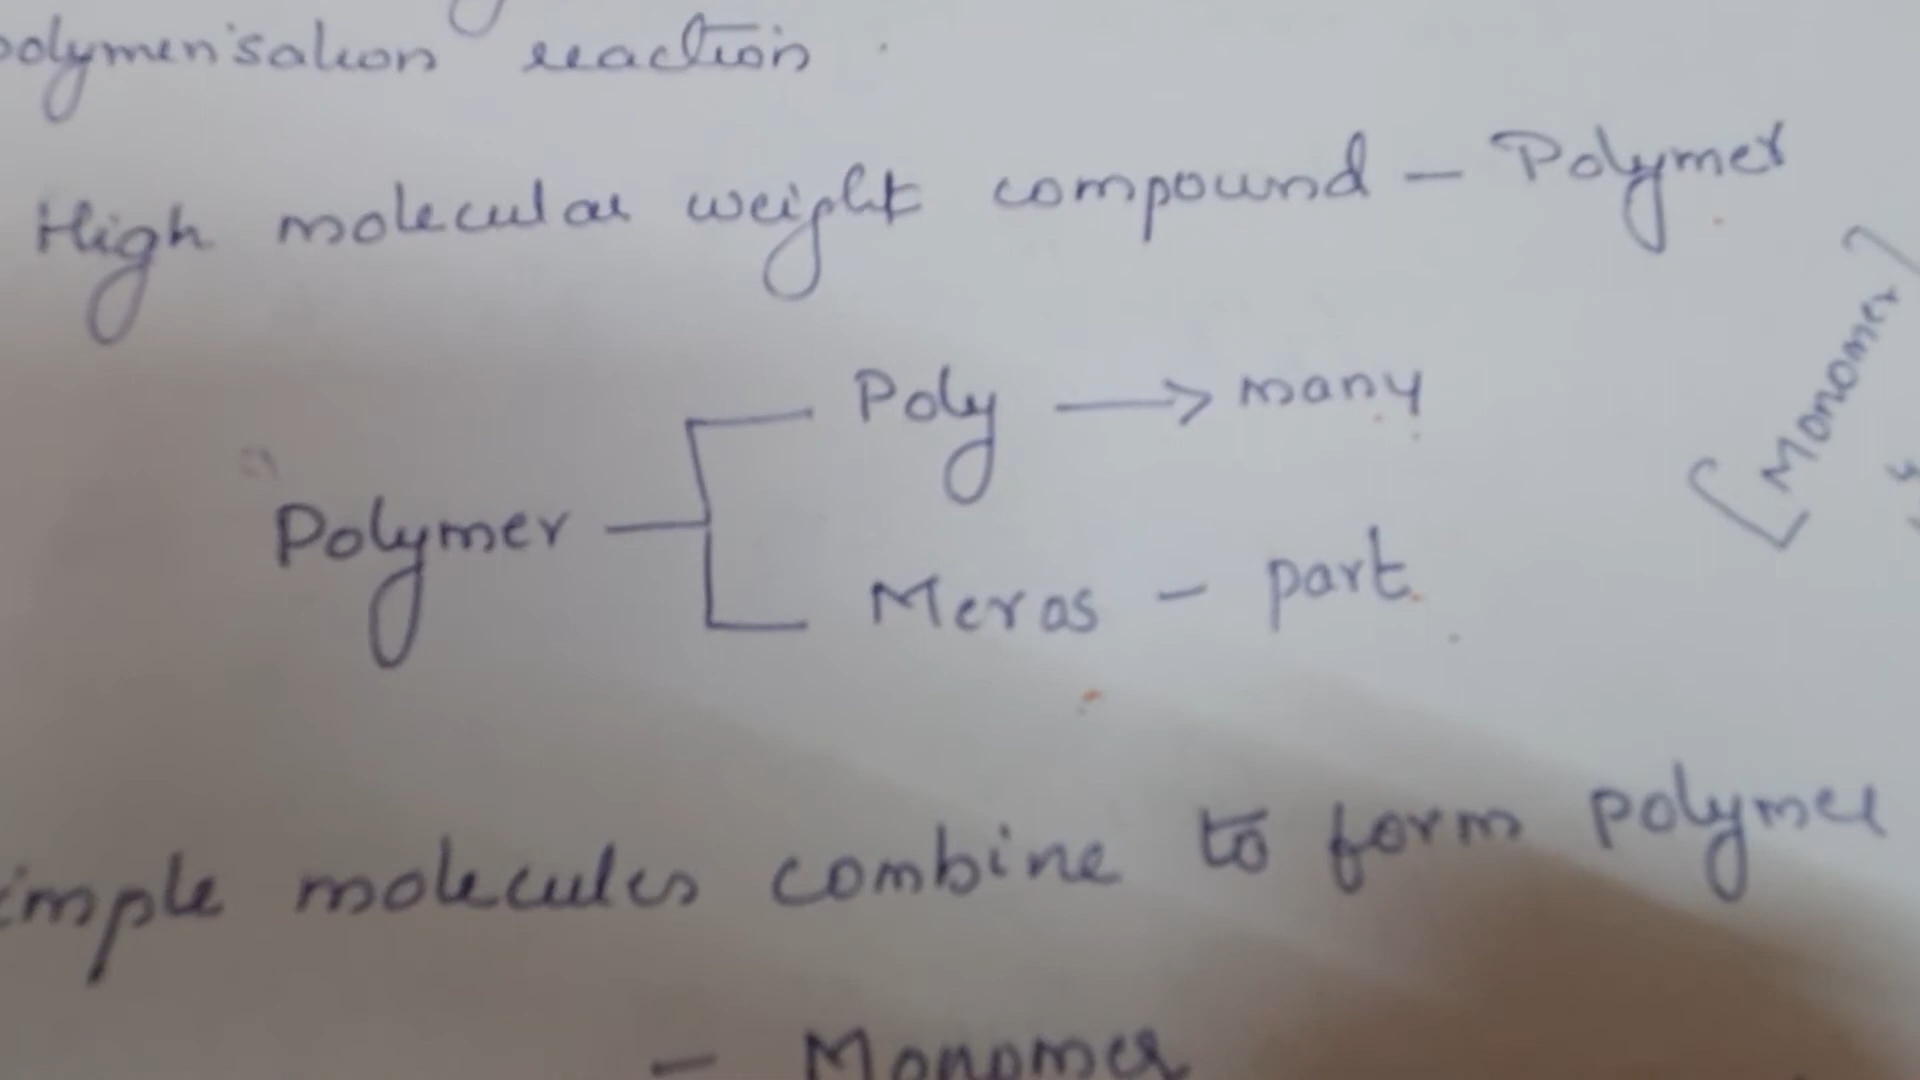 polymerisation reaction.
High molecular weight compound - Polymer
Poly → many
Polymer
Meros - part
[Monomer]
imple molecules combine to form polymer
- Monomer